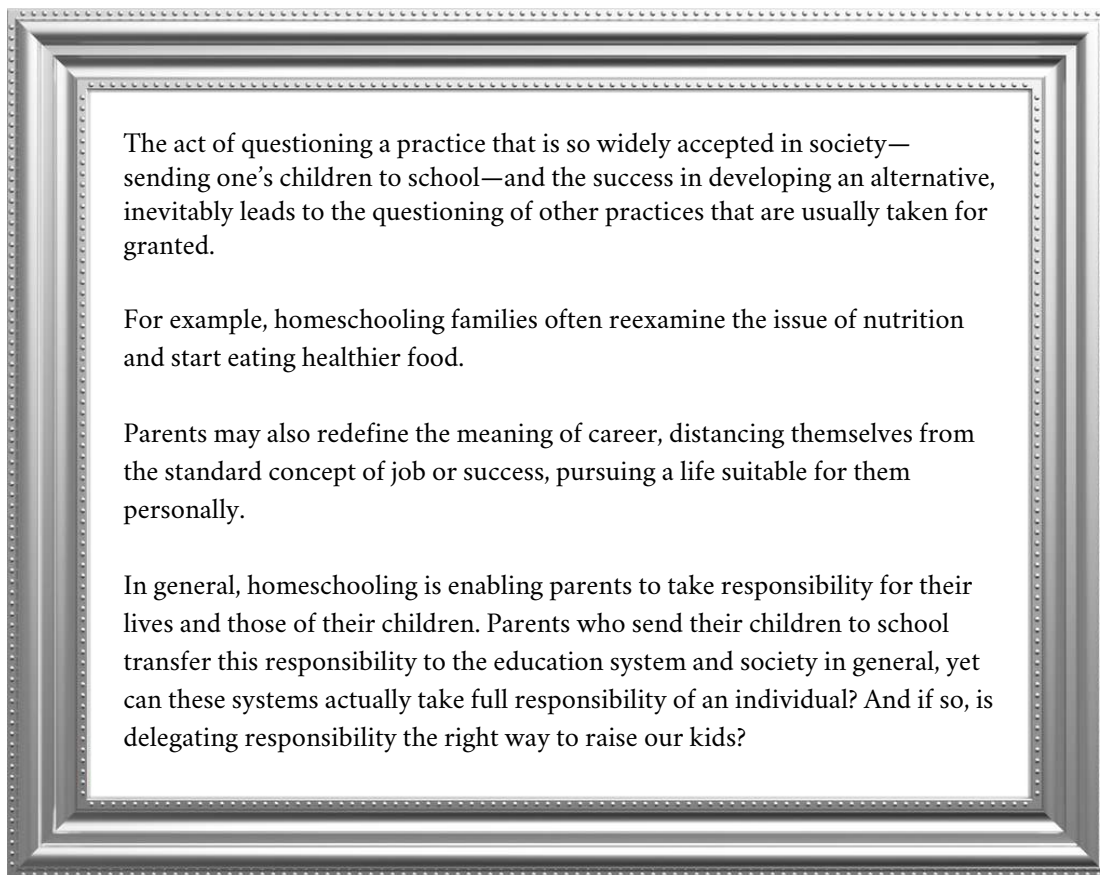 The act of questioning a practice that is so widely accepted in society—
sending one’s children to school—and the success in developing an alternative,
inevitably leads to the questioning of other practices that are usually taken for
granted.
For example, homeschooling families often reexamine the issue of nutrition
and start eating healthier food.
Parents may also redefine the meaning of career, distancing themselves from
the standard concept of job or success, pursuing a life suitable for them
personally.
In general, homeschooling is enabling parents to take responsibility for their
lives and those of their children. Parents who send their children to school
transfer this responsibility to the education system and society in general, yet
can these systems actually take full responsibility of an individual? And if so, is
delegating responsibility the right way to raise our kids?